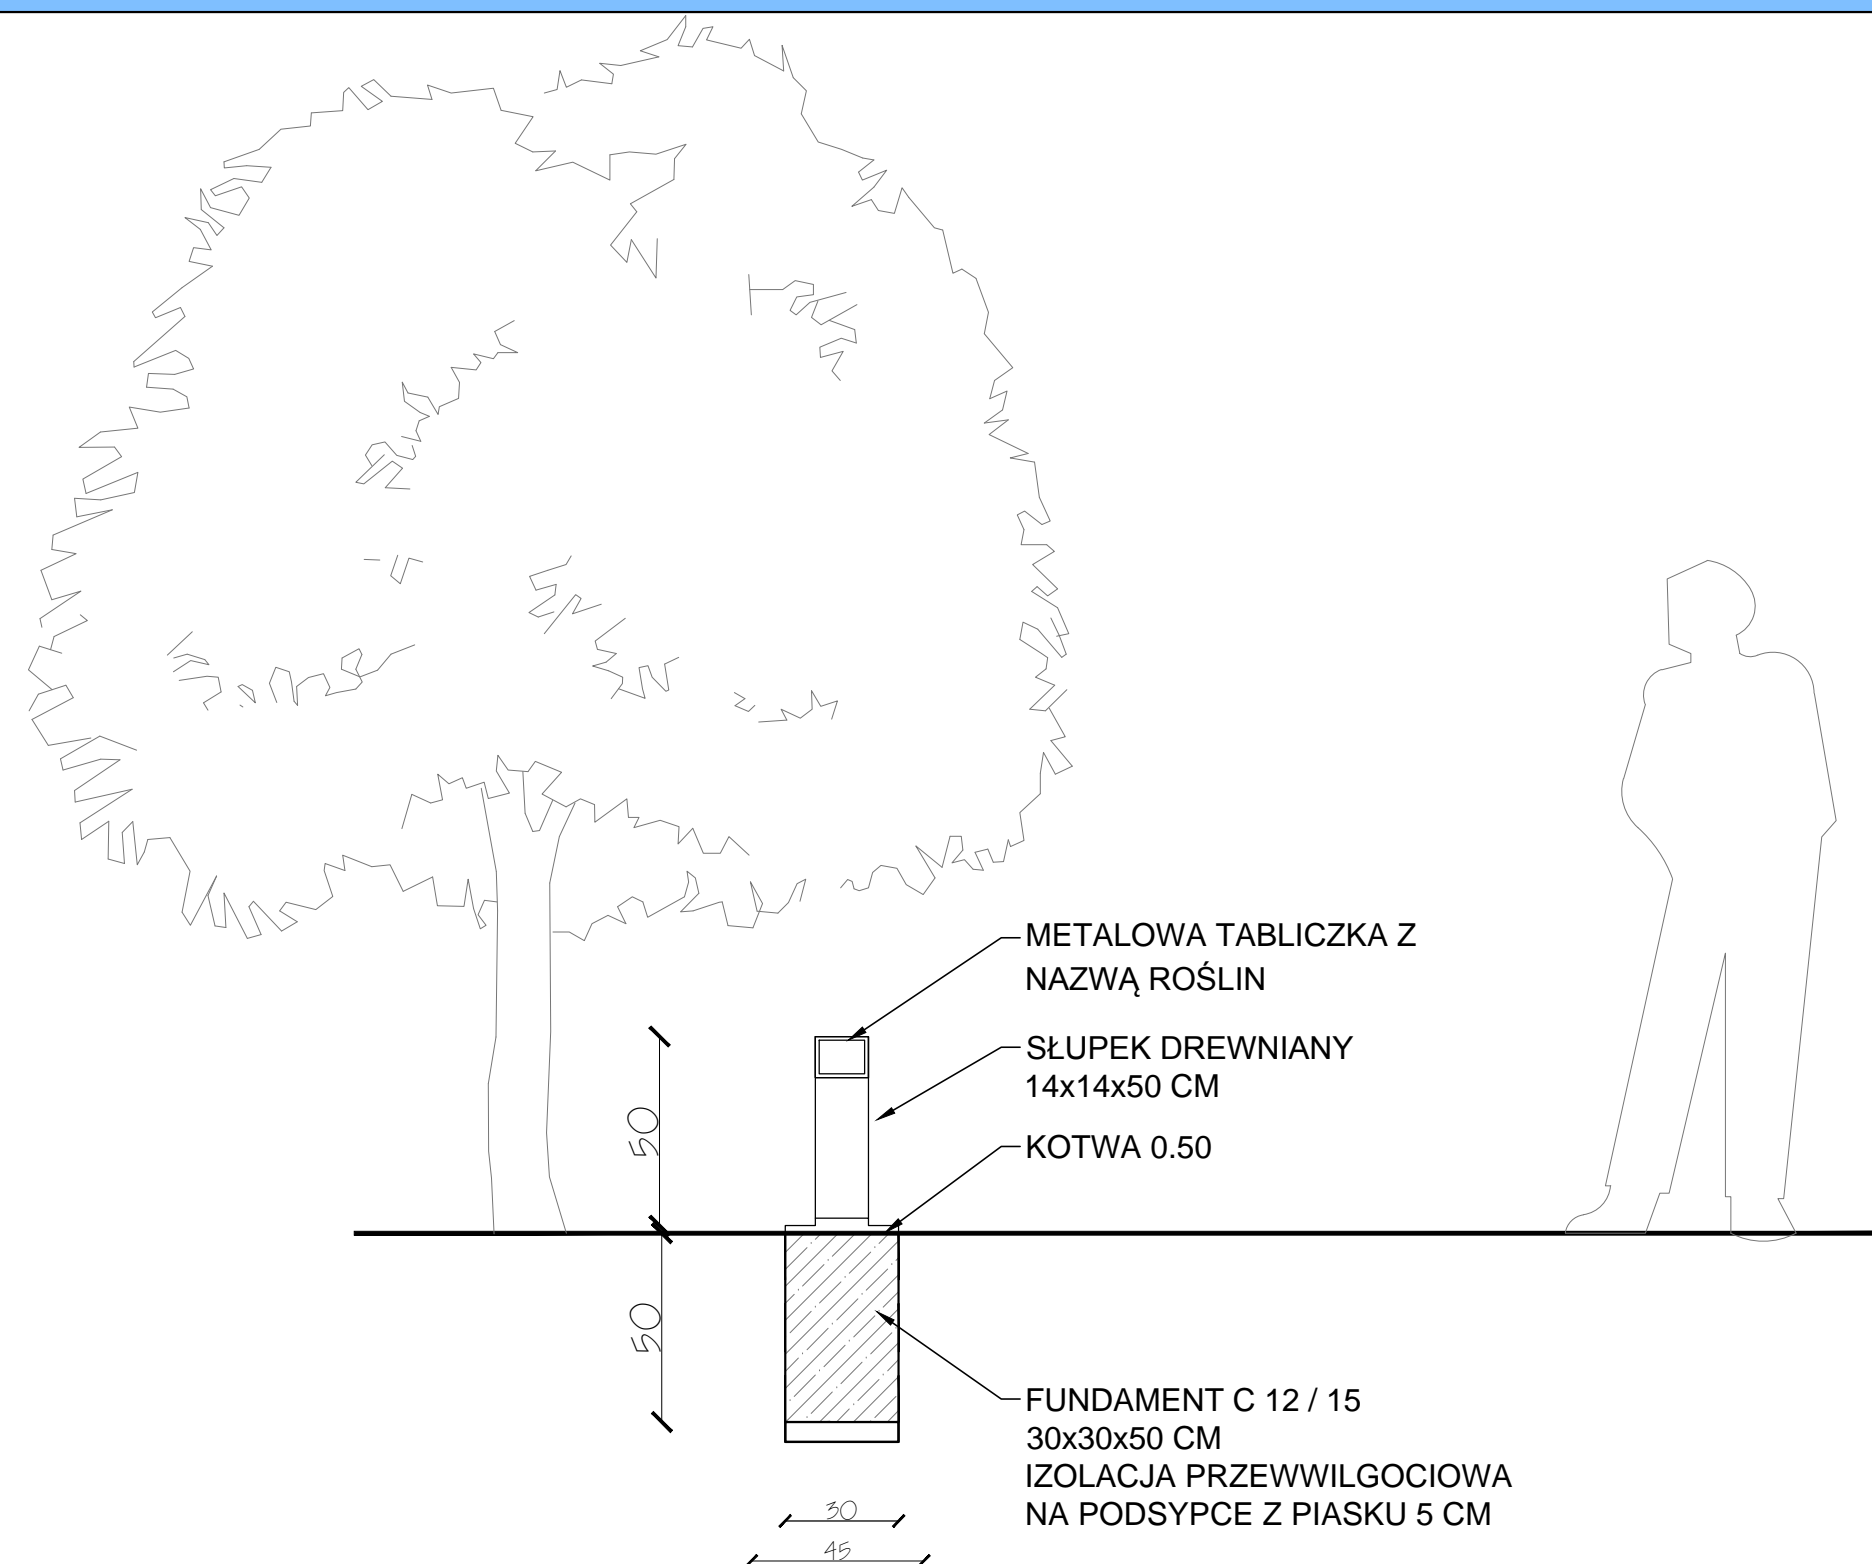 METALOWA TABLICZKA Z
NAZWĄ ROŚLIN
SŁUPEK DREWNIANY
14x14x50 CM
50
KOTWA 0.50
50
FUNDAMENT C 12 / 15
30x30x50 CM
IZOLACJA PRZEWWILGOCIOWA
NA PODSYPCE Z PIASKU 5 CM
30
45